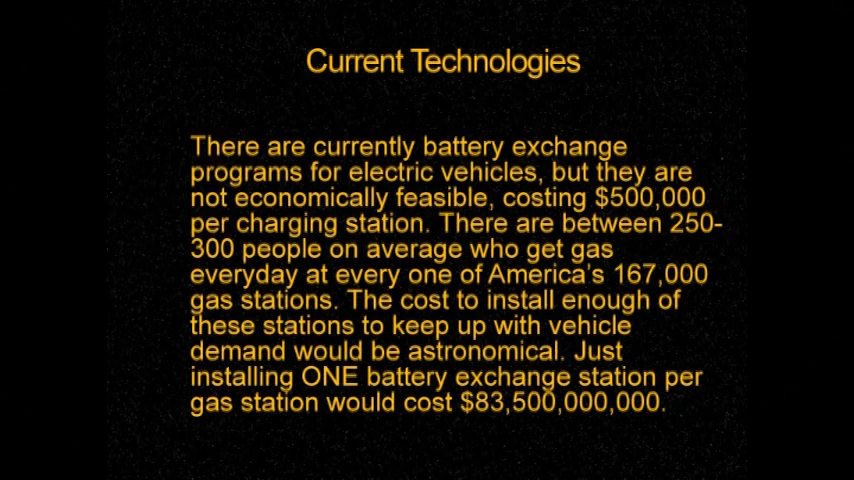 Current Technologies
There are currently battery exchange
programs for electric vehicles, but they are
not economically feasible, costing $500,000
per charging station. There are between 250-
300 people on average who get gas
everyday at every one of America's 167,000
gas stations. The cost to install enough of
these stations to keep up with vehicle
demand would be astronomical. Just
installing ONE battery exchange station per
gas station would cost $83,500,000,000.